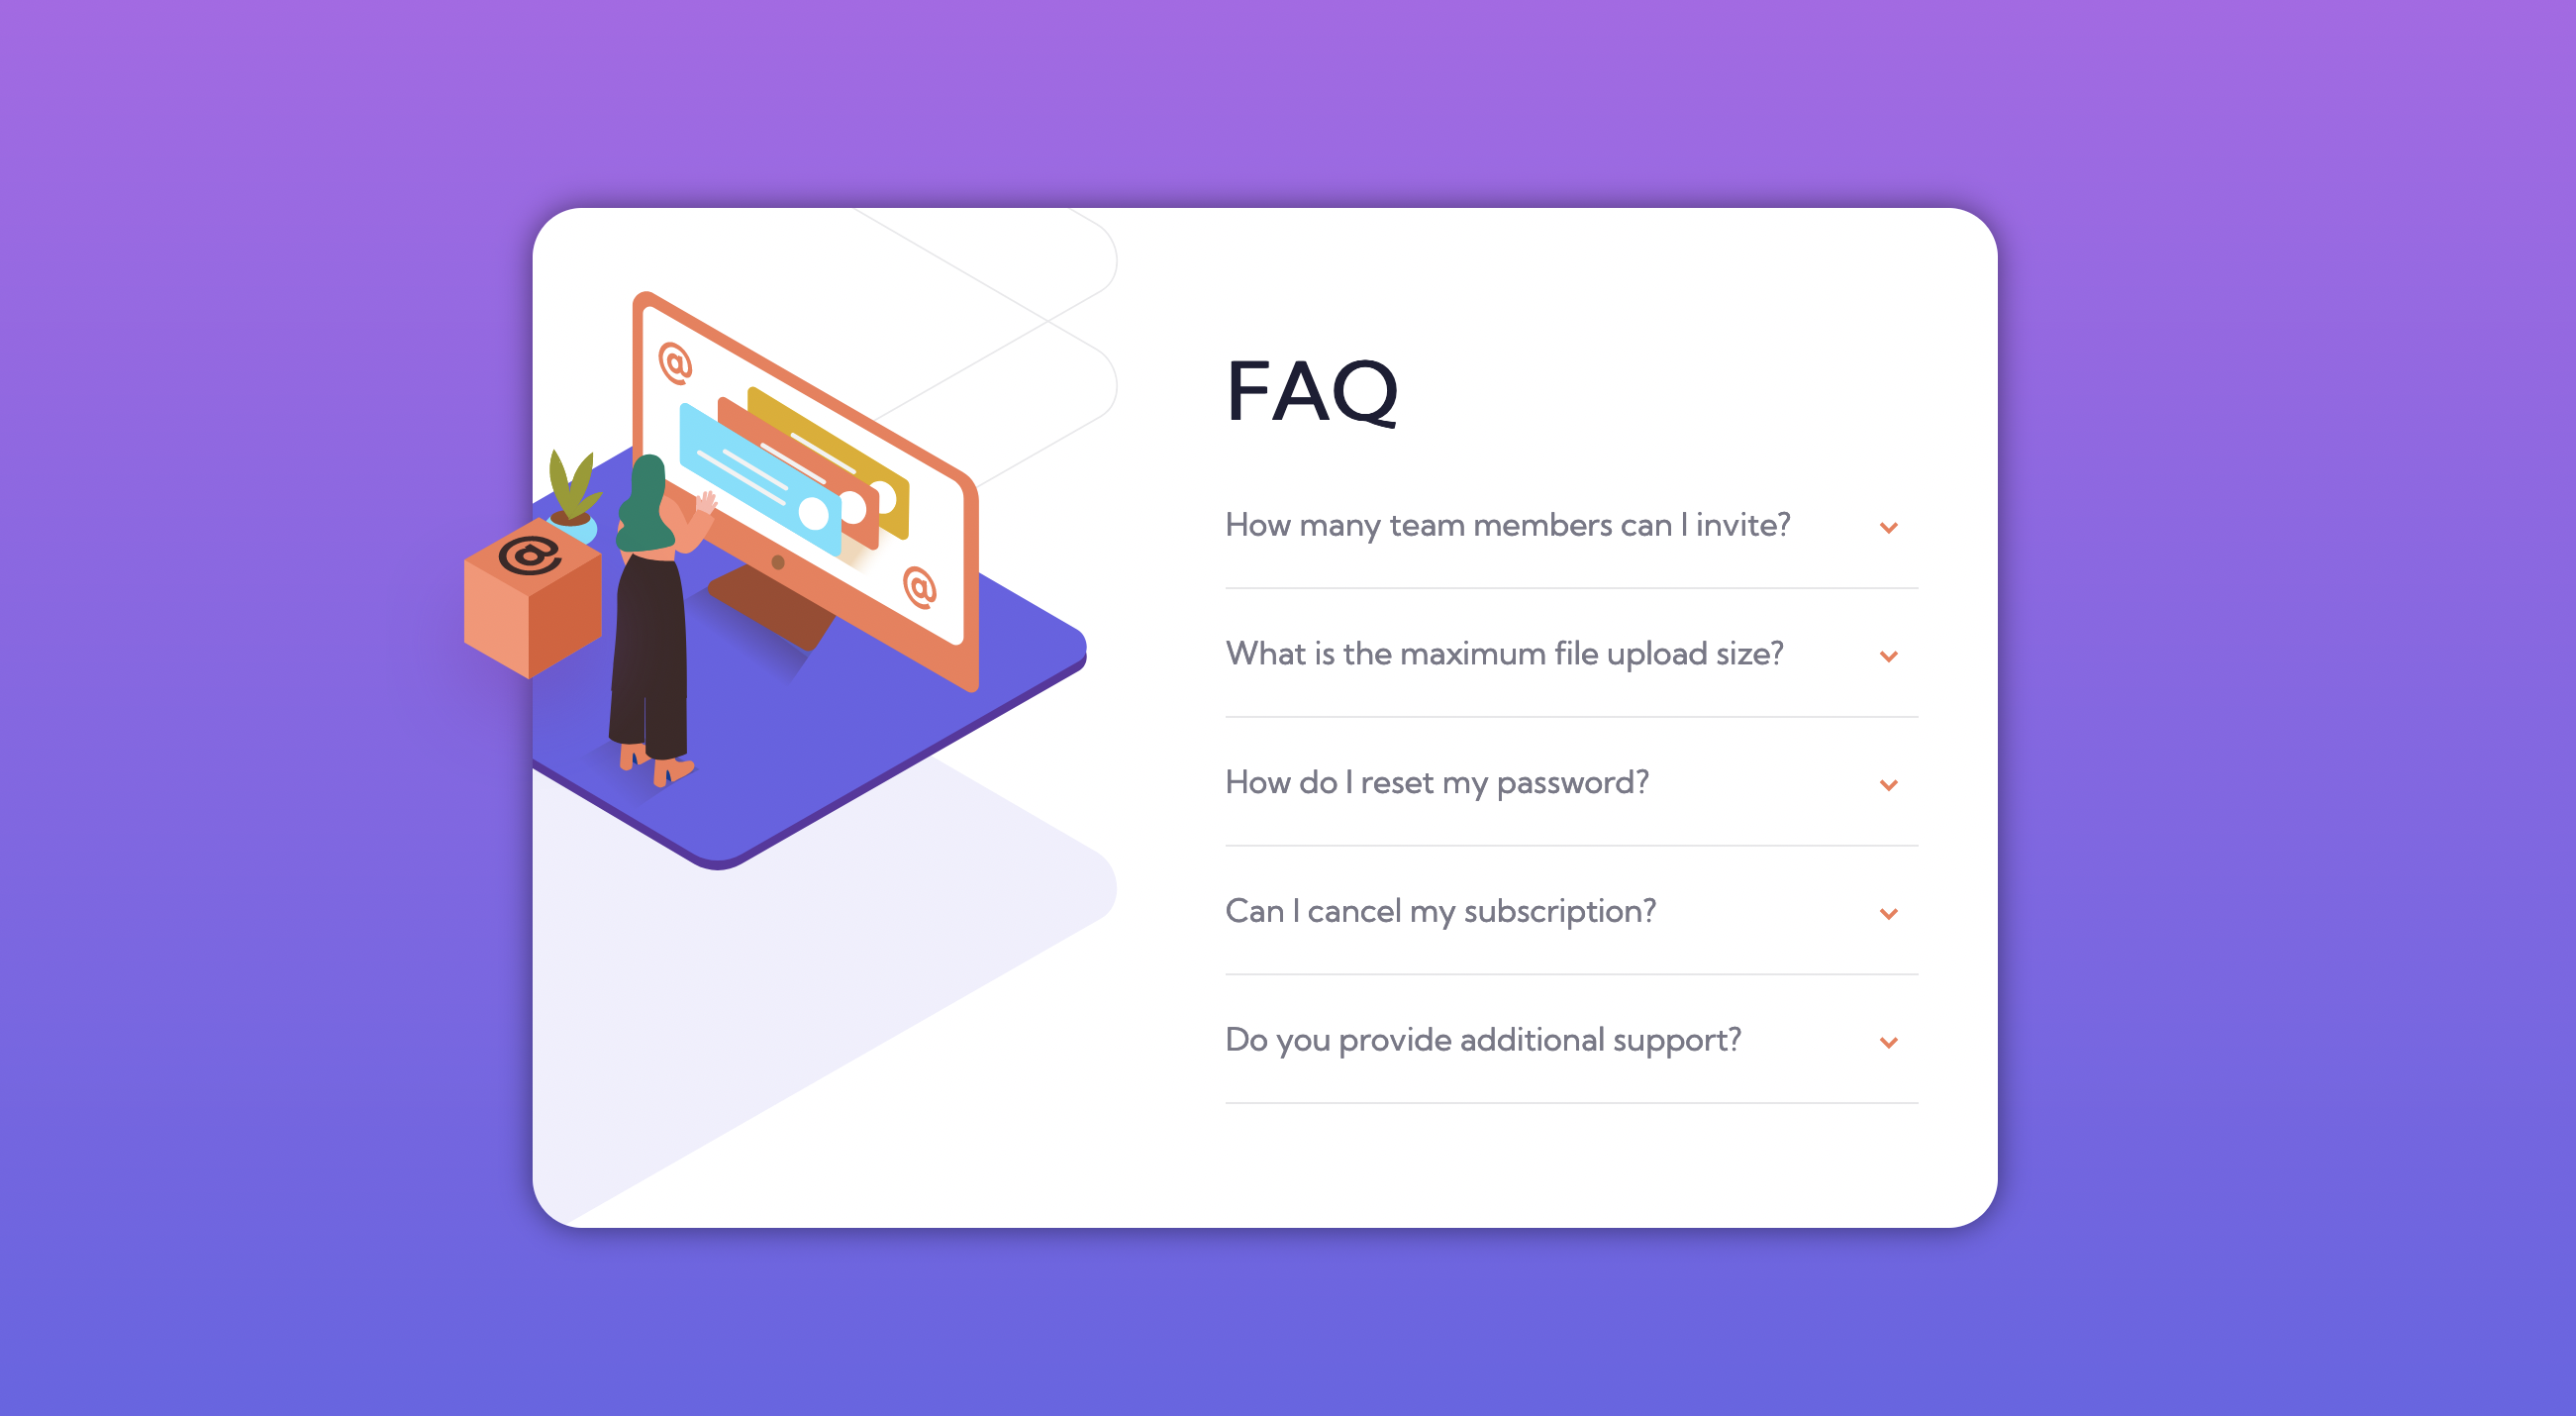 @
@
@
FAQ
How many team members can I invite?
What is the maximum file upload size?
How do I reset my password?
Can I cancel my subscription?
Do you provide additional support?